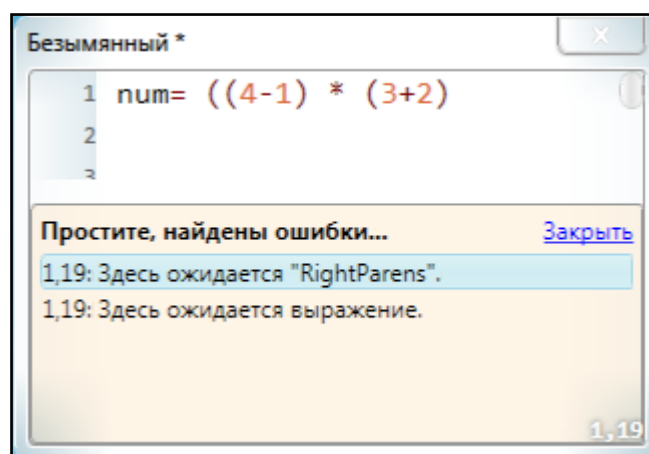 Безымянный *
1 num= ((4-1) * (3+2)
2
3
Простите, найдены ошибки... Закрыть
1,19: Здесь ожидается "RightParens".
1,19: Здесь ожидается выражение.
1,19